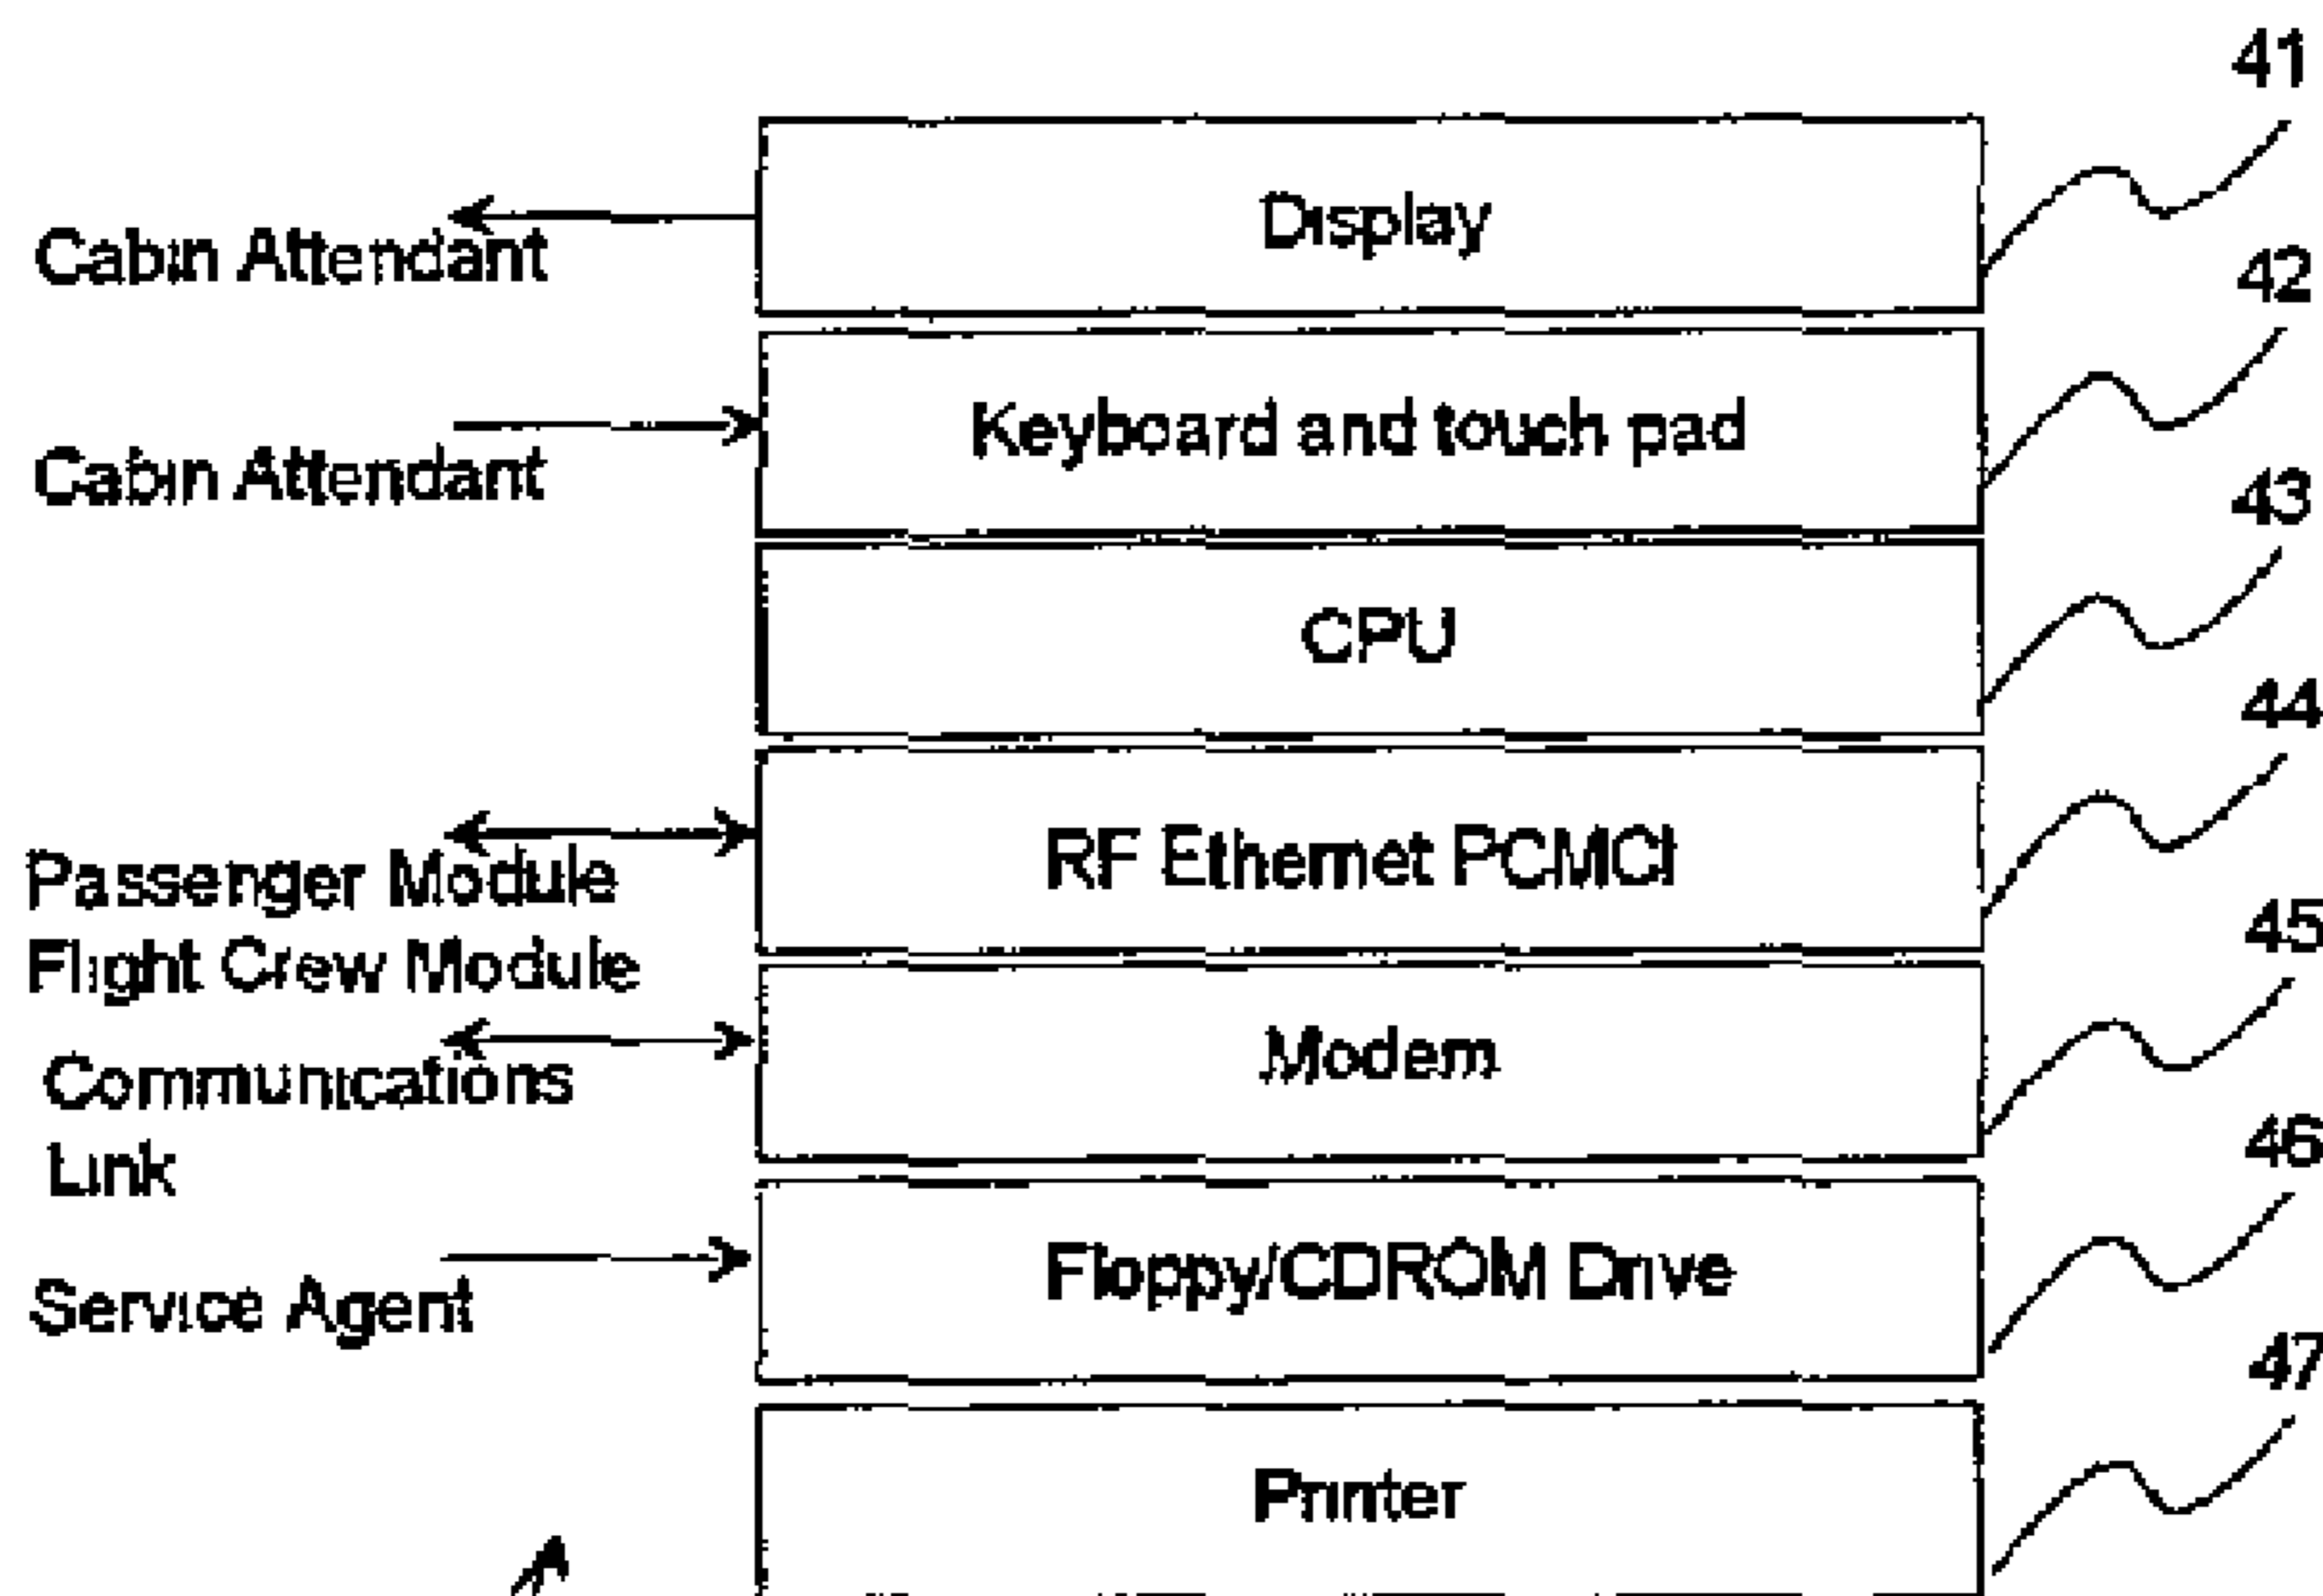 41
Display
Cabin Attendant
42
Keyboard and touch pad
Cabin Attendant
43
CPU
44
RF Ethernet PCMCI
Passenger Module
Flight Crew Module
45
Modem
Communications
Link
46
Floppy/CDROM Drive
Service Agent
47
Printer